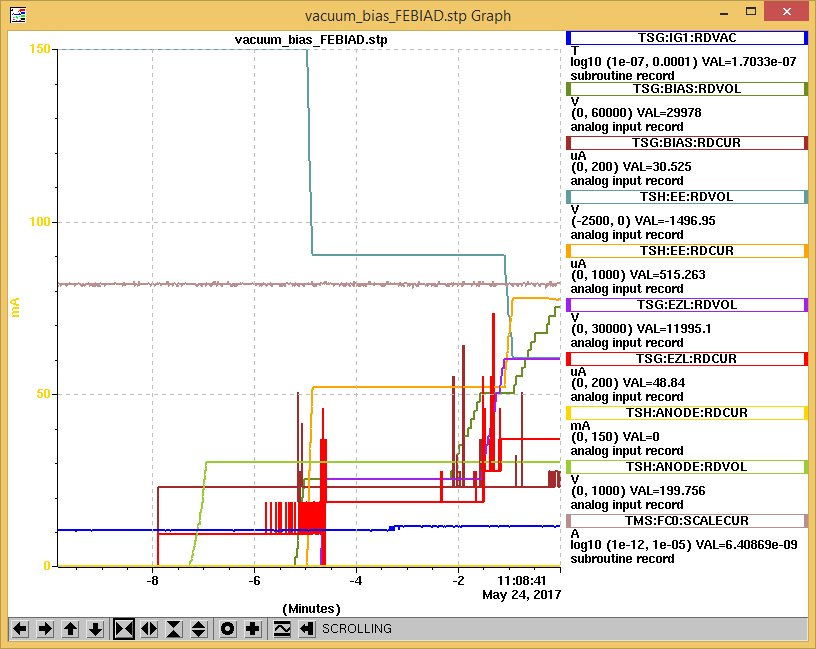 vacuum_bias_FEBIAD.stp Graph
vacuum_bias_FEBIAD.stp
150
100
50
0
mA
-8
-6
-4
-2
11:08:41
May 24, 2017
(Minutes)
TSG:IG1:RDVAC
T
log10 (1e-07, 0.0001) VAL=1.7033e-07
subroutine record
TSG:BIAS:RDVOL
V
(0, 60000) VAL=29978
analog input record
TSG:BIAS:RDCUR
uA
(0, 200) VAL=30.525
analog input record
TSH:EE:RDVOL
V
(-2500, 0) VAL=-1496.95
analog input record
TSH:EE:RDCUR
uA
(0, 1000) VAL=515.263
analog input record
TSG:EZL:RDVOL
V
(0, 30000) VAL=11995.1
analog input record
TSG:EZL:RDCUR
uA
(0, 200) VAL=48.84
analog input record
TSH:ANODE:RDCUR
mA
(0, 150) VAL=0
analog input record
TSH:ANODE:RDVOL
V
(0, 1000) VAL=199.756
analog input record
TMS:FC0:SCALECUR
A
log10 (1e-12, 1e-05) VAL=6.40869e-09
subroutine record
SCROLLING